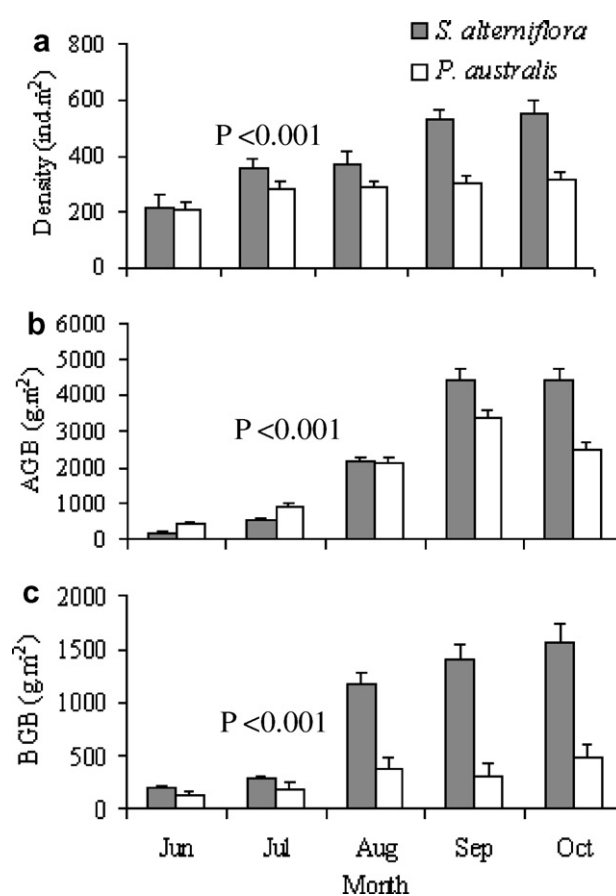 a
S. alterniflora
P. australis
Density (ind.m²)
800
600
400
200
0
P <0.001
b
AGB (g.m²)
6000
5000
4000
3000
2000
1000
0
P <0.001
c
BGB (g.m²)
2000
1500
1000
500
0
P <0.001
Jun Jul Aug Sep Oct
Month